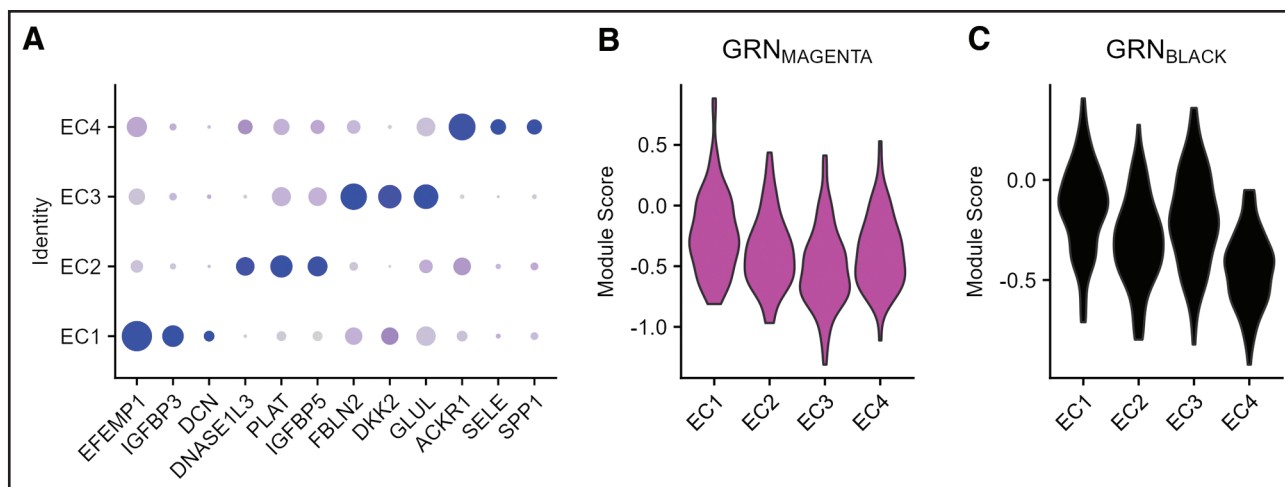 A
Identity
EC4
EC3
EC2
EC1
EFEMP1
IGFBP3
DCN
DNASE1L3
PLAT
IGFBP5
FBLN2
DKK2
GLUL
ACKR1
SELE
SPP1
B
GRNMAGENTA
Module Score
0.5
0.0
-0.5
-1.0
EC1
EC2
EC3
EC4
C
GRNBLACK
Module Score
0.0
-0.5
EC1
EC2
EC3
EC4